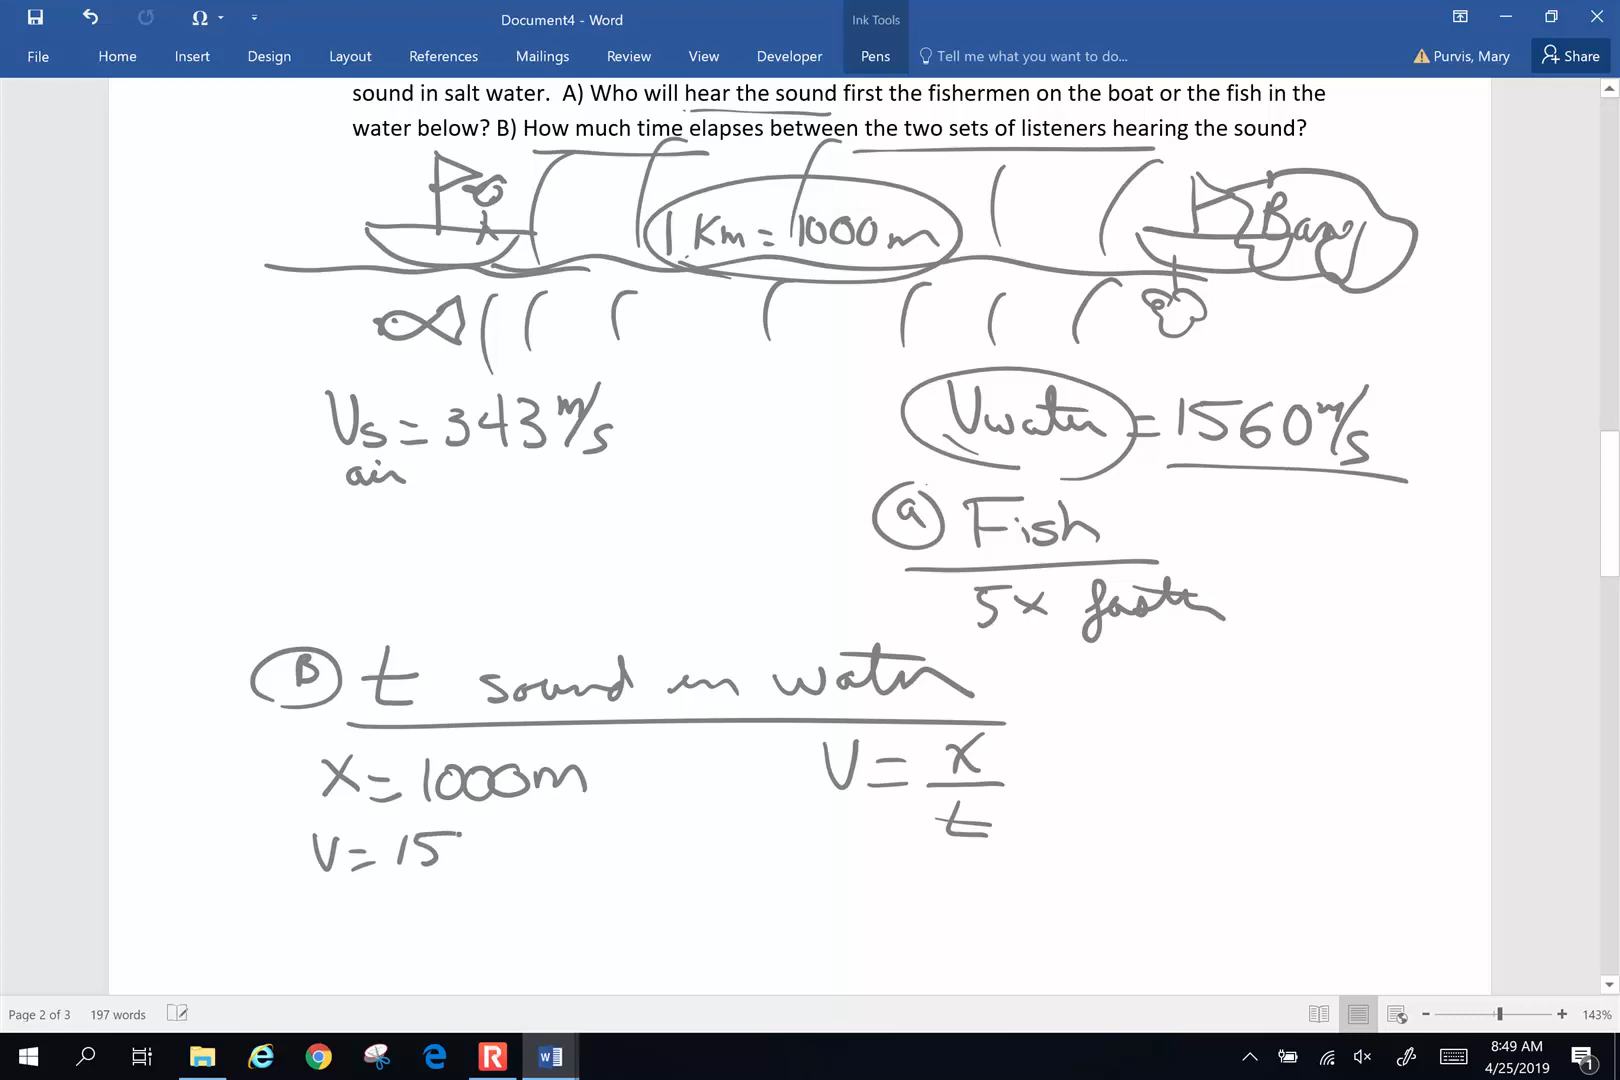 Document4 - Word
Ink Tools
File Home Insert Design Layout References Mailings Review View Developer Pens Tell me what you want to do... Purvis, Mary Share
sound in salt water. A) Who will hear the sound first the fishermen on the boat or the fish in the
water below? B) How much time elapses between the two sets of listeners hearing the sound?
1 Km = 1000 m
Bang
Vs = 343 m/s
air
Vwater = 1560 m/s
a Fish
5x faster
B t sound in water
x = 1000m
V = x/t
V = 15
Page 2 of 3 197 words 143%
8:49 AM
4/25/2019
1